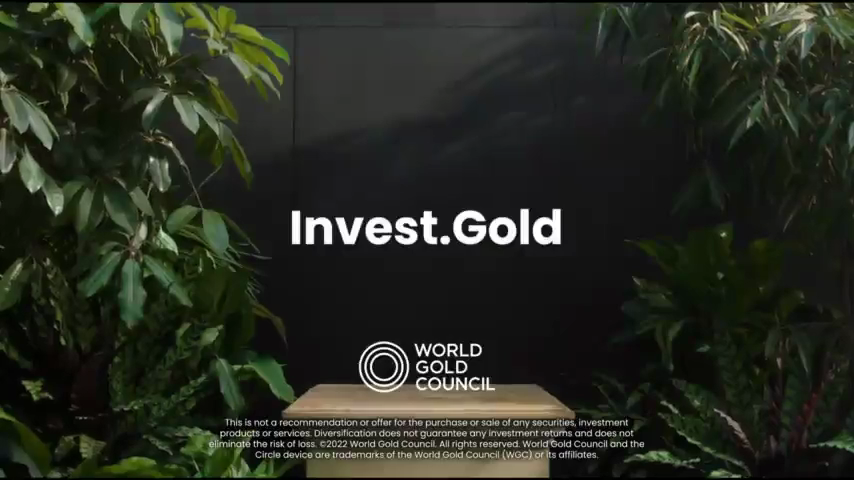 Invest.Gold
WORLD
GOLD
COUNCIL
This is not a recommendation or offer for the purchase or sale of any securities, investment
products or services. Diversification does not guarantee any investment returns and does not
eliminate the risk of loss. ©2022 World Gold Council. All rights reserved. World Gold Council and the
Circle device are trademarks of the World Gold Council (WGC) or its affiliates.